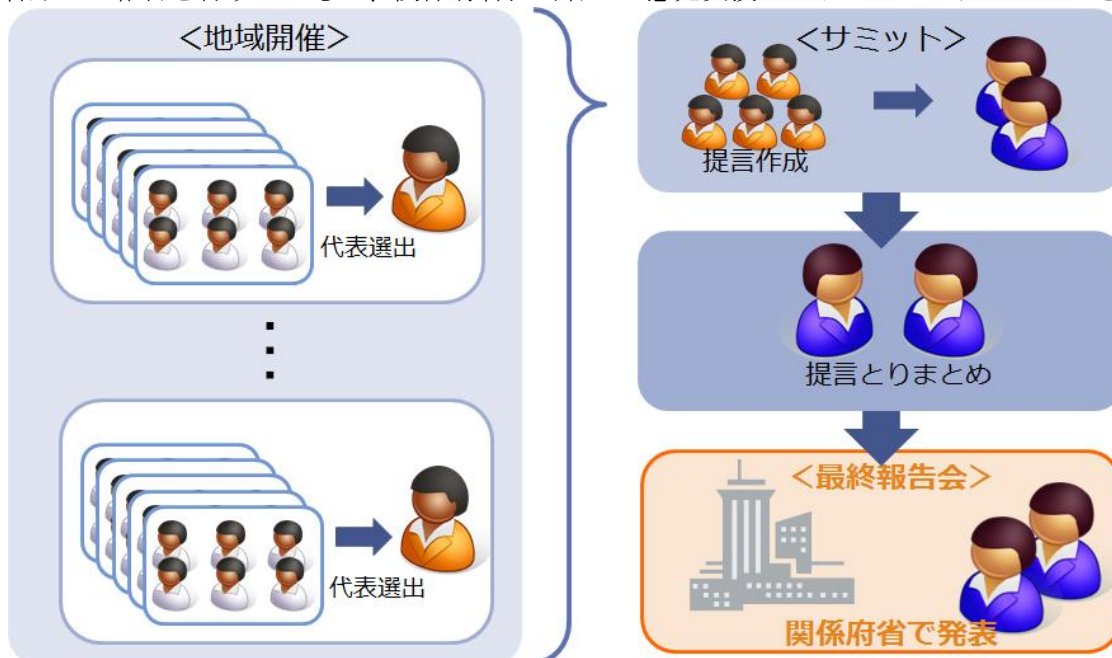 <地域開催>
代表選出
代表選出
<サミット>
提言作成
提言とりまとめ
<最終報告会>
関係府省で発表